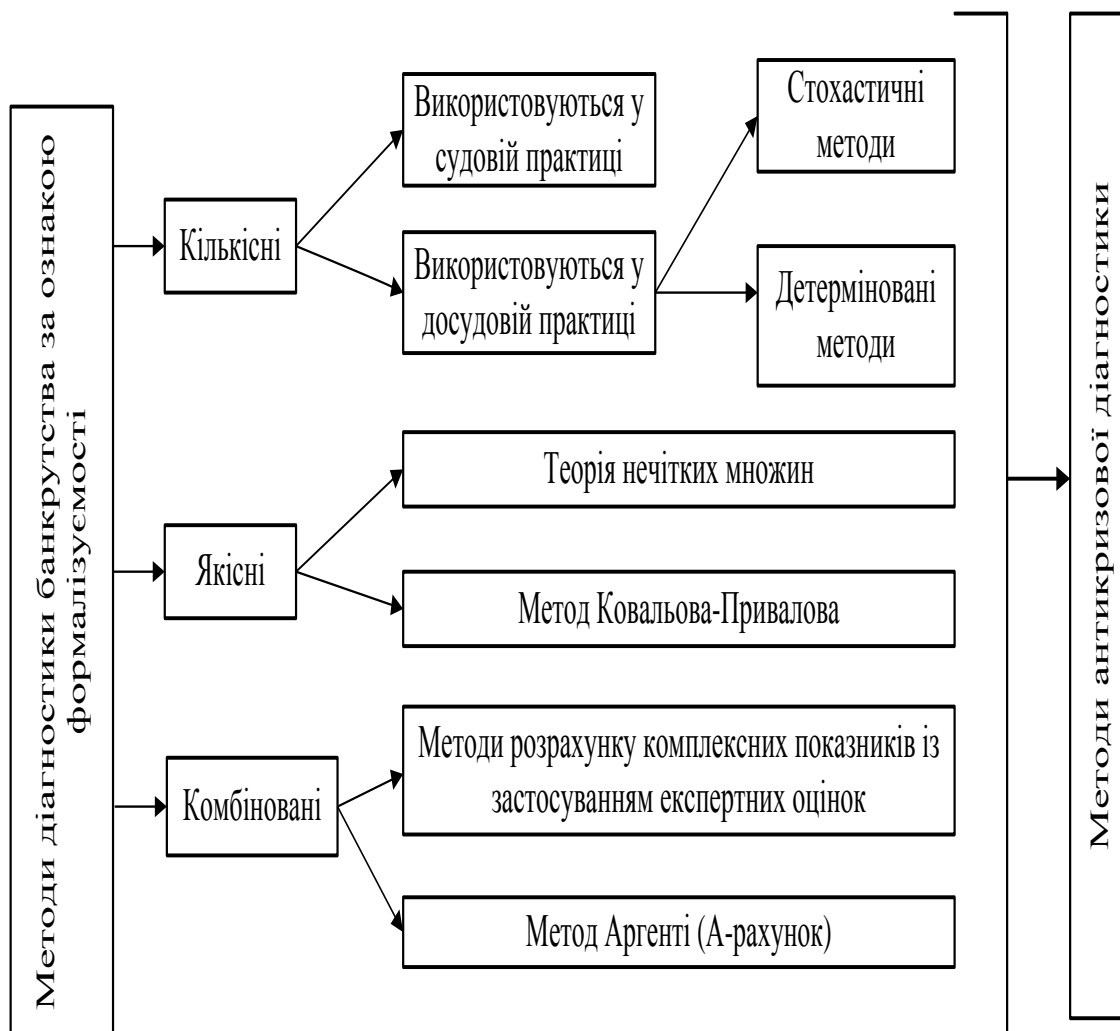 Методи діагностики банкрутства за ознакою
формалізуємості
Кількісні
Використовуються у
судовій практиці
Використовуються у
досудовій практиці
Стохастичні
методи
Детерміновані
методи
Якісні
Теорія нечітких множин
Метод Ковальова-Привалова
Комбіновані
Методи розрахунку комплексних показників із
застосуванням експертних оцінок
Метод Аргенті (А-рахунок)
Методи антикризової діагностики